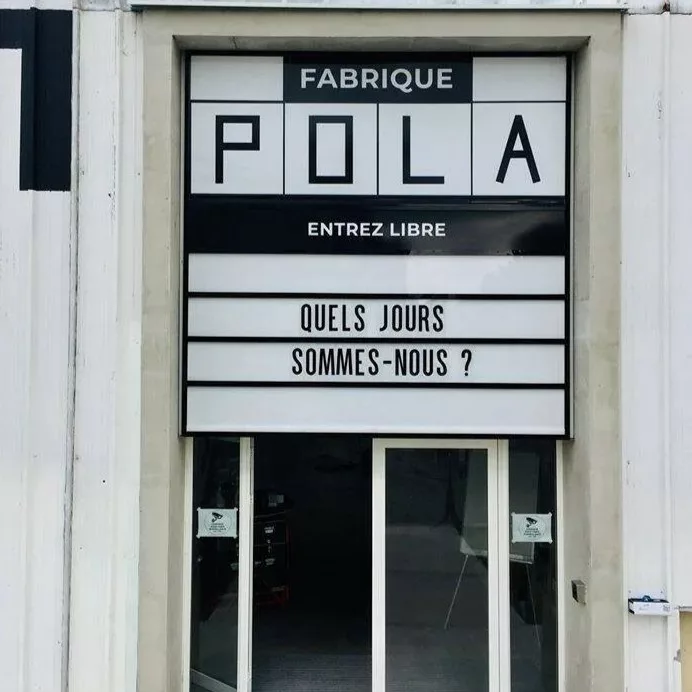 FABRIQUE
POLA
ENTREZ LIBRE
QUELS JOURS
SOMMES-NOUS ?